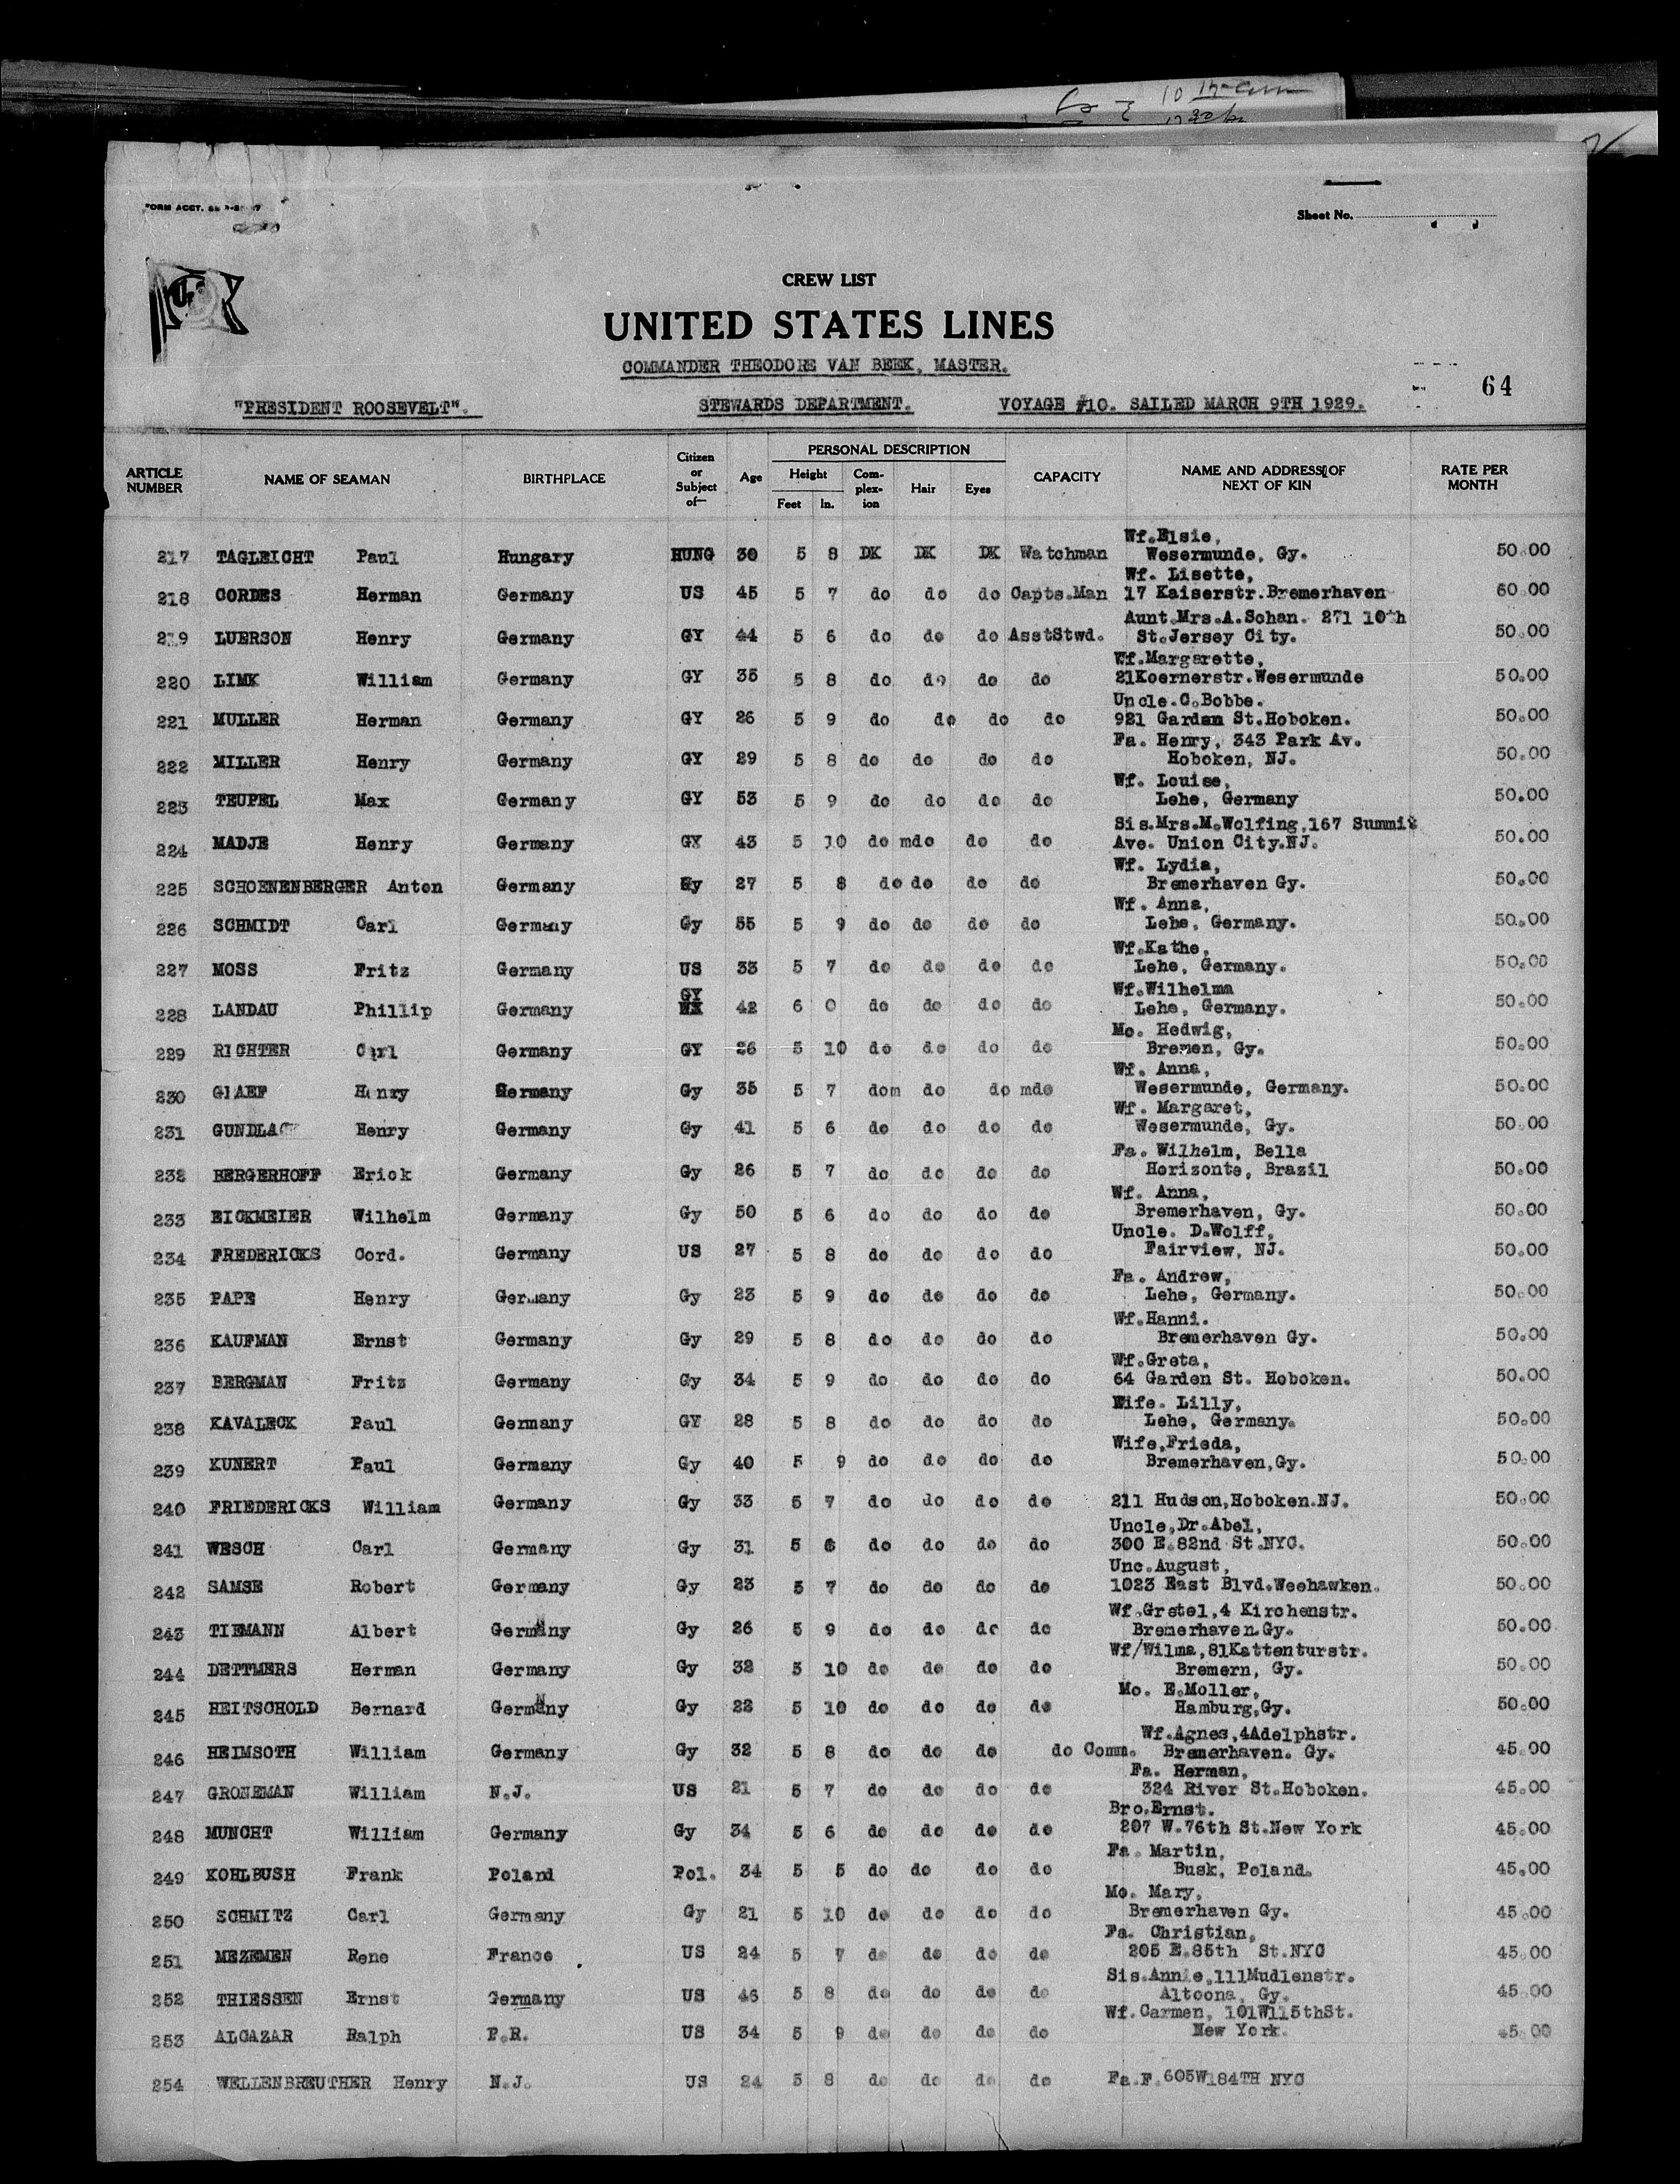 Sheet No.
CREW LIST
UNITED STATES LINES
COMMANDER THEODORE VAN BEEK, MASTER.
64
"PRESIDENT ROOSEVELT". STEWARDS DEPARTMENT. VOYAGE #10. SAILED MARCH 9TH 1929.
ARTICLE NUMBER NAME OF SEAMAN BIRTHPLACE Citizen or Subject of— Age PERSONAL DESCRIPTION Height Feet In. Complexion Hair Eyes CAPACITY NAME AND ADDRESS OF NEXT OF KIN RATE PER MONTH
Wf.Elsie,
217 TAGLEICHT Paul Hungary HUNG 30 5 8 DK DK DK Watchman Wesermunde, Gy. 50.00
Wf. Lisette,
218 CORDES Herman Germany US 45 5 7 do do do Capts.Man 17 Kaiserstr.Bremerhaven 60.00
Aunt.Mrs.A.Schan. 271 10th
219 LUERSON Henry Germany GY 44 5 6 do do do AsstStwd. St.Jersey City. 50.00
Wf.Margarette,
220 LIMK William Germany GY 35 5 8 do do do do 21Koernerstr.Wesermunde 50.00
Uncle.C.Bobbe.
221 MULLER Herman Germany GY 26 5 9 do do do do 921 Garden St.Hoboken. 50.00
Fa. Henry, 343 Park Av.
222 MILLER Henry Germany GY 29 5 8 do do do do Hoboken, NJ. 50.00
Wf. Louise,
223 TEUPEL Max Germany GY 53 5 9 do do do do Lehe, Germany 50.00
Sis.Mrs.M.Wolfing,167 Summit
224 MADJE Henry Germany GY 43 5 10 do mdo do do Ave. Union City.NJ. 50.00
Wf. Lydia,
225 SCHOENENBERGER Anton Germany Gy 27 5 8 do do do do Bremerhaven Gy. 50.00
Wf. Anna,
226 SCHMIDT Carl Germany Gy 55 5 9 do do do do Lehe, Germany. 50.00
Wf.Kathe,
227 MOSS Fritz Germany US 33 5 7 do do do do Lehe, Germany. 50.00
GY Wf.Wilhelma
228 LANDAU Phillip Germany 42 6 0 do do do do Lehe, Germany. 50.00
Mo. Hedwig,
229 RICHTER Carl Germany GY 26 5 10 do do do do Bremen, Gy. 50.00
Wf. Anna,
230 GLAEF Henry Germany Gy 35 5 7 dom do do mdo Wesermunde, Germany. 50.00
Wf. Margaret,
231 GUNDLACK Henry Germany Gy 41 5 6 do do do do Wesermunde, Gy. 50.00
Fa. Wilhelm, Bella
232 BERGERHOFF Erick Germany Gy 26 5 7 do do do do Horizonte, Brazil 50.00
Wf. Anna,
233 EICKMEIER Wilhelm Germany Gy 50 5 6 do do do do Bremerhaven, Gy. 50.00
Uncle. D.Wolff,
234 FREDERICKS Cord. Germany US 27 5 8 do do do do Fairview, NJ. 50.00
Fa. Andrew,
235 PAPE Henry Germany Gy 23 5 9 do do do do Lehe, Germany. 50.00
Wf.Hanni.
236 KAUFMAN Ernst Germany Gy 29 5 8 do do do do Bremerhaven Gy. 50.00
Wf.Greta,
237 BERGMAN Fritz Germany Gy 34 5 9 do do do do 64 Garden St. Hoboken. 50.00
Wife. Lilly,
238 KAVALECK Paul Germany GY 28 5 8 do do do do Lehe, Germany. 50.00
Wife,Frieda,
239 KUNERT Paul Germany Gy 40 5 9 do do do do Bremerhaven,Gy. 50.00
240 FRIEDERICKS William Germany Gy 33 5 7 do do do do 211 Hudson,Hoboken.NJ. 50.00
Uncle,Dr.Abel,
241 WESCH Carl Germany Gy 31 5 6 do do do do 300 E.82nd St.NYC. 50.00
Unc.August,
242 SAMSE Robert Germany Gy 23 5 7 do do do do 1023 East Blvd.Weehawken. 50.00
Wf.Gretel,4 Kirchenstr.
243 TIEMANN Albert Germany Gy 26 5 9 do do do do Bremerhaven.Gy. 50.00
Wf/Wilma,81Kattenturstr.
244 DETTMERS Herman Germany Gy 32 5 10 do do do do Bremern, Gy. 50.00
Mo. E.Moller,
245 HEITSCHOLD Bernard Germany Gy 22 5 10 do do do do Hamburg,Gy. 50.00
Wf.Agnes,4Adelphstr.
246 HEIMSOTH William Germany Gy 32 5 8 do do do do Comm. Bremerhaven. Gy. 45.00
Fa. Herman,
247 GRONEMAN William N.J. US 21 5 7 do do do do 324 River St.Hoboken. 45.00
Bro.Ernst.
248 MUNCHT William Germany Gy 34 5 6 do do do do 207 W.76th St.New York 45.00
Fa. Martin,
249 KOHLBUSH Frank Poland Pol. 34 5 5 do do do do Busk, Poland. 45.00
Mo. Mary,
250 SCHMITZ Carl Germany Gy 21 5 10 do do do do Bremerhaven Gy. 45.00
Fa. Christian,
251 MEZEMEN Rene France US 24 5 7 do do do do 205 E.85th St.NYC 45.00
Sis.Annie,111Mudlenstr.
252 THIESSEN Ernst Germany US 46 5 8 do do do do Altoona, Gy. 45.00
Wf.Carmen, 101W115thSt.
253 ALCAZAR Ralph P.R. US 34 5 9 do do do do New York. 45.00
254 WELLENBREUTHER Henry N.J. US 24 5 8 do do do do Fa.F.605W184TH NYC